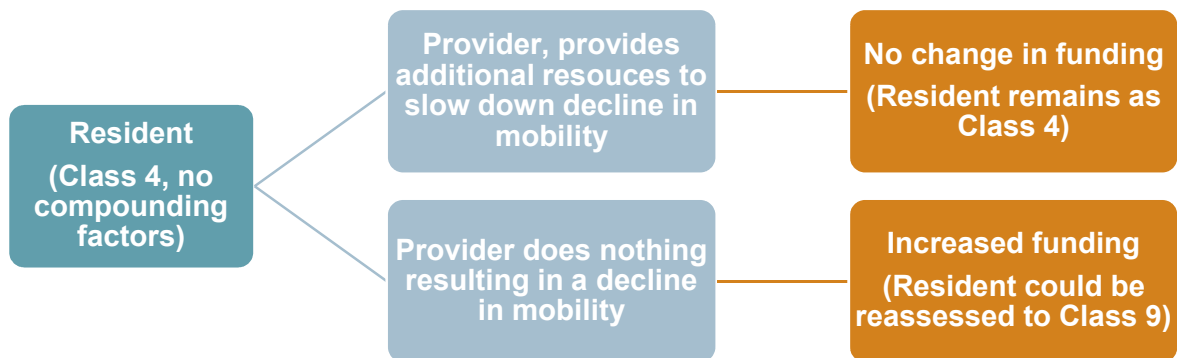 Resident
(Class 4, no
compounding
factors)
Provider, provides
additional resouces to
slow down decline in
mobility
No change in funding
(Resident remains as
Class 4)
Provider does nothing
resulting in a decline
in mobility
Increased funding
(Resident could be
reassessed to Class 9)